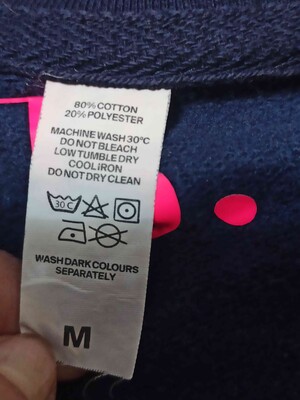 80% COTTON
20% POLYESTER
MACHINE WASH 30°C
DO NOT BLEACH
LOW TUMBLE DRY
COOL IRON
DO NOT DRY CLEAN
30C
WASH DARK COLOURS
SEPARATELY
M